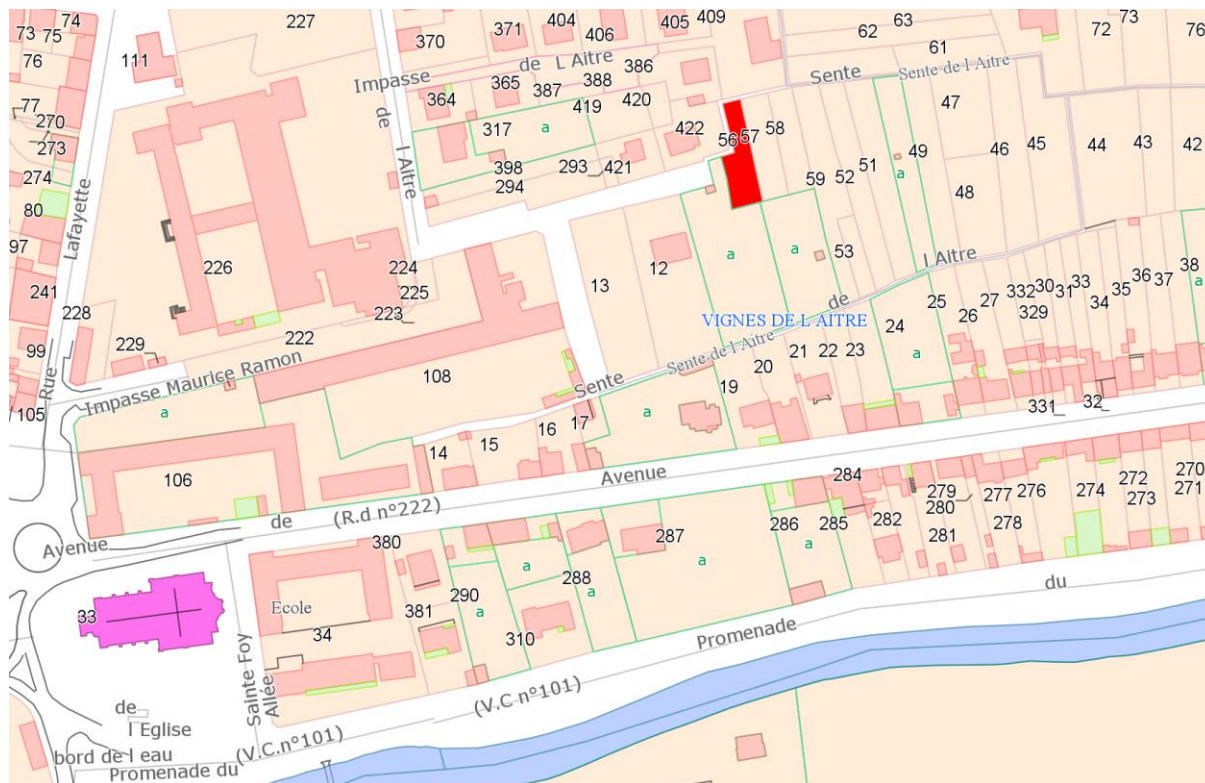 73 74 227 371 404 406 405 409 63 72 73 76
75 370 62
76 111 61
Impasse de L Aitre 386 Sente Sente de l Aitre
364 365 387 388
77 419 420 47
270 de 317 a 422 56 57 58 45 44 43 42
273 l Aitre 398 293 421 51 49 46
274 294 59 52 a 48
80 Lafayette
97 226 224 13 12 a a 53 l Aitre
241 225 de 25 332 30 33 36 38
228 223 VIGNES DE L AITRE 27 31 35 37 a
99 222 26 329 34
229 Sente de l Aitre 24
Rue Impasse Maurice Ramon 108 Sente 20 21 22 23 a
105 a 19 331 32
17 a
14 15 16
106 Avenue 284 272 270
de (R.d n°222) 279 277 276 274 273 271
Avenue 380 287 286 285 282 280 278
a 281
33 Ecole 381 290 288 a a du
34 a a
310 Promenade
Sainte Foy
Allée
(V.C n°101)
de
l Eglise
bord de l eau (V.C.n°101)
Promenade du